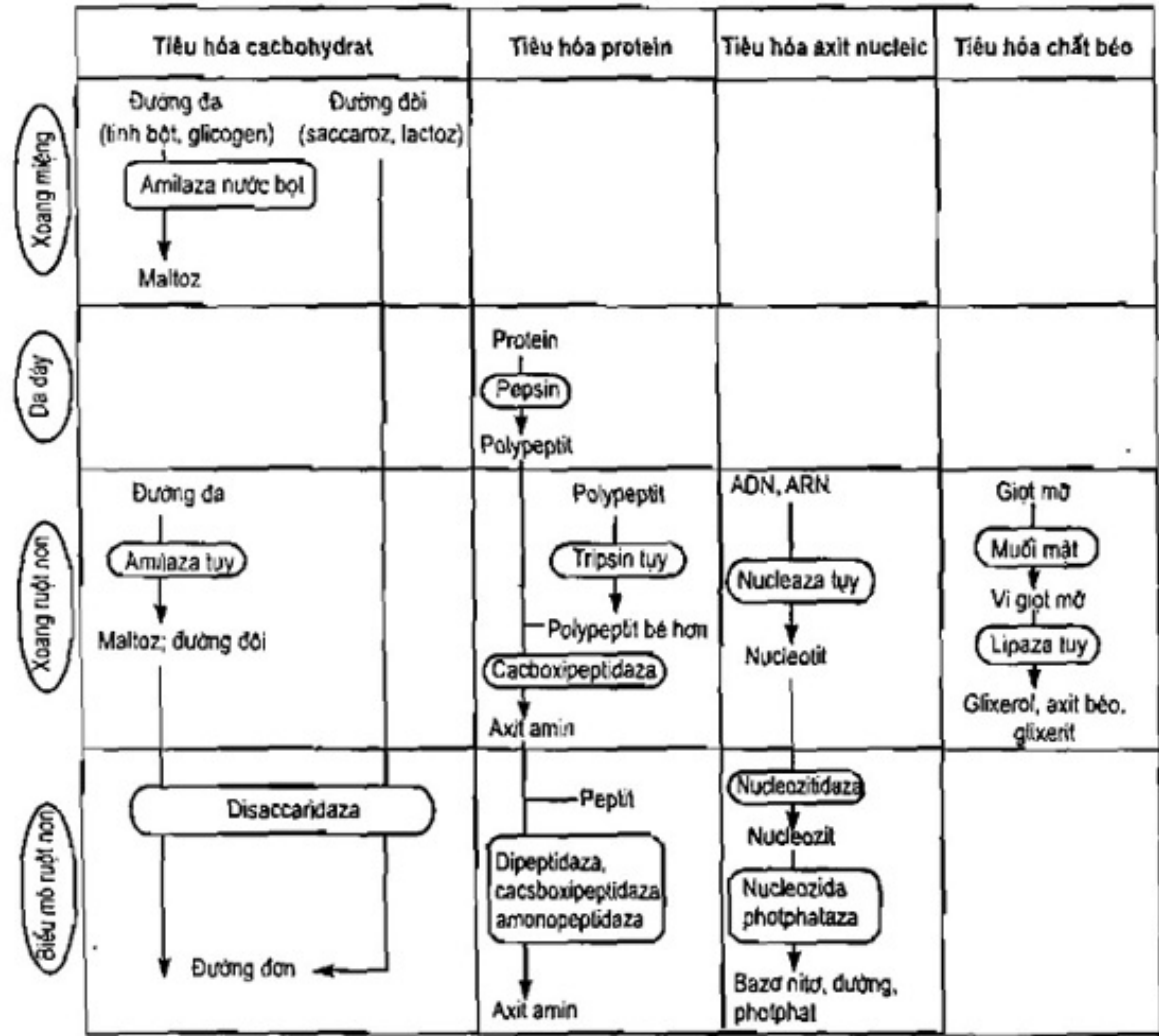 Tiêu hóa cacbohydrat
Tiêu hóa protein
Tiêu hóa axit nucleic
Tiêu hóa chất béo
Xoang miệng
Đường đa
(tinh bột, glicogen)
Đường đôi
(saccaroz, lactoz)
Amilaza nước bọt
Maltoz
Dạ dày
Protein
Pepsin
Polypeptit
Xoang ruột non
Đường đa
Amilaza tụy
Maltoz; đường đôi
Polypeptit
Tripsin tụy
Polypeptit bé hơn
Cacboxipeptidaza
Axit amin
ADN, ARN
Nucleaza tụy
Nucleotit
Giọt mỡ
Muối mật
Vi giọt mỡ
Lipaza tụy
Glixerol, axit béo,
glixerit
Biểu mô ruột non
Disaccaridaza
Đường đơn
Peptit
Dipeptidaza,
cacsboxipeptidaza,
amonopeptidaza
Axit amin
Nucleozitidaza
Nucleozit
Nucleozida
photphataza
Bazơ nitơ, đường,
photphat